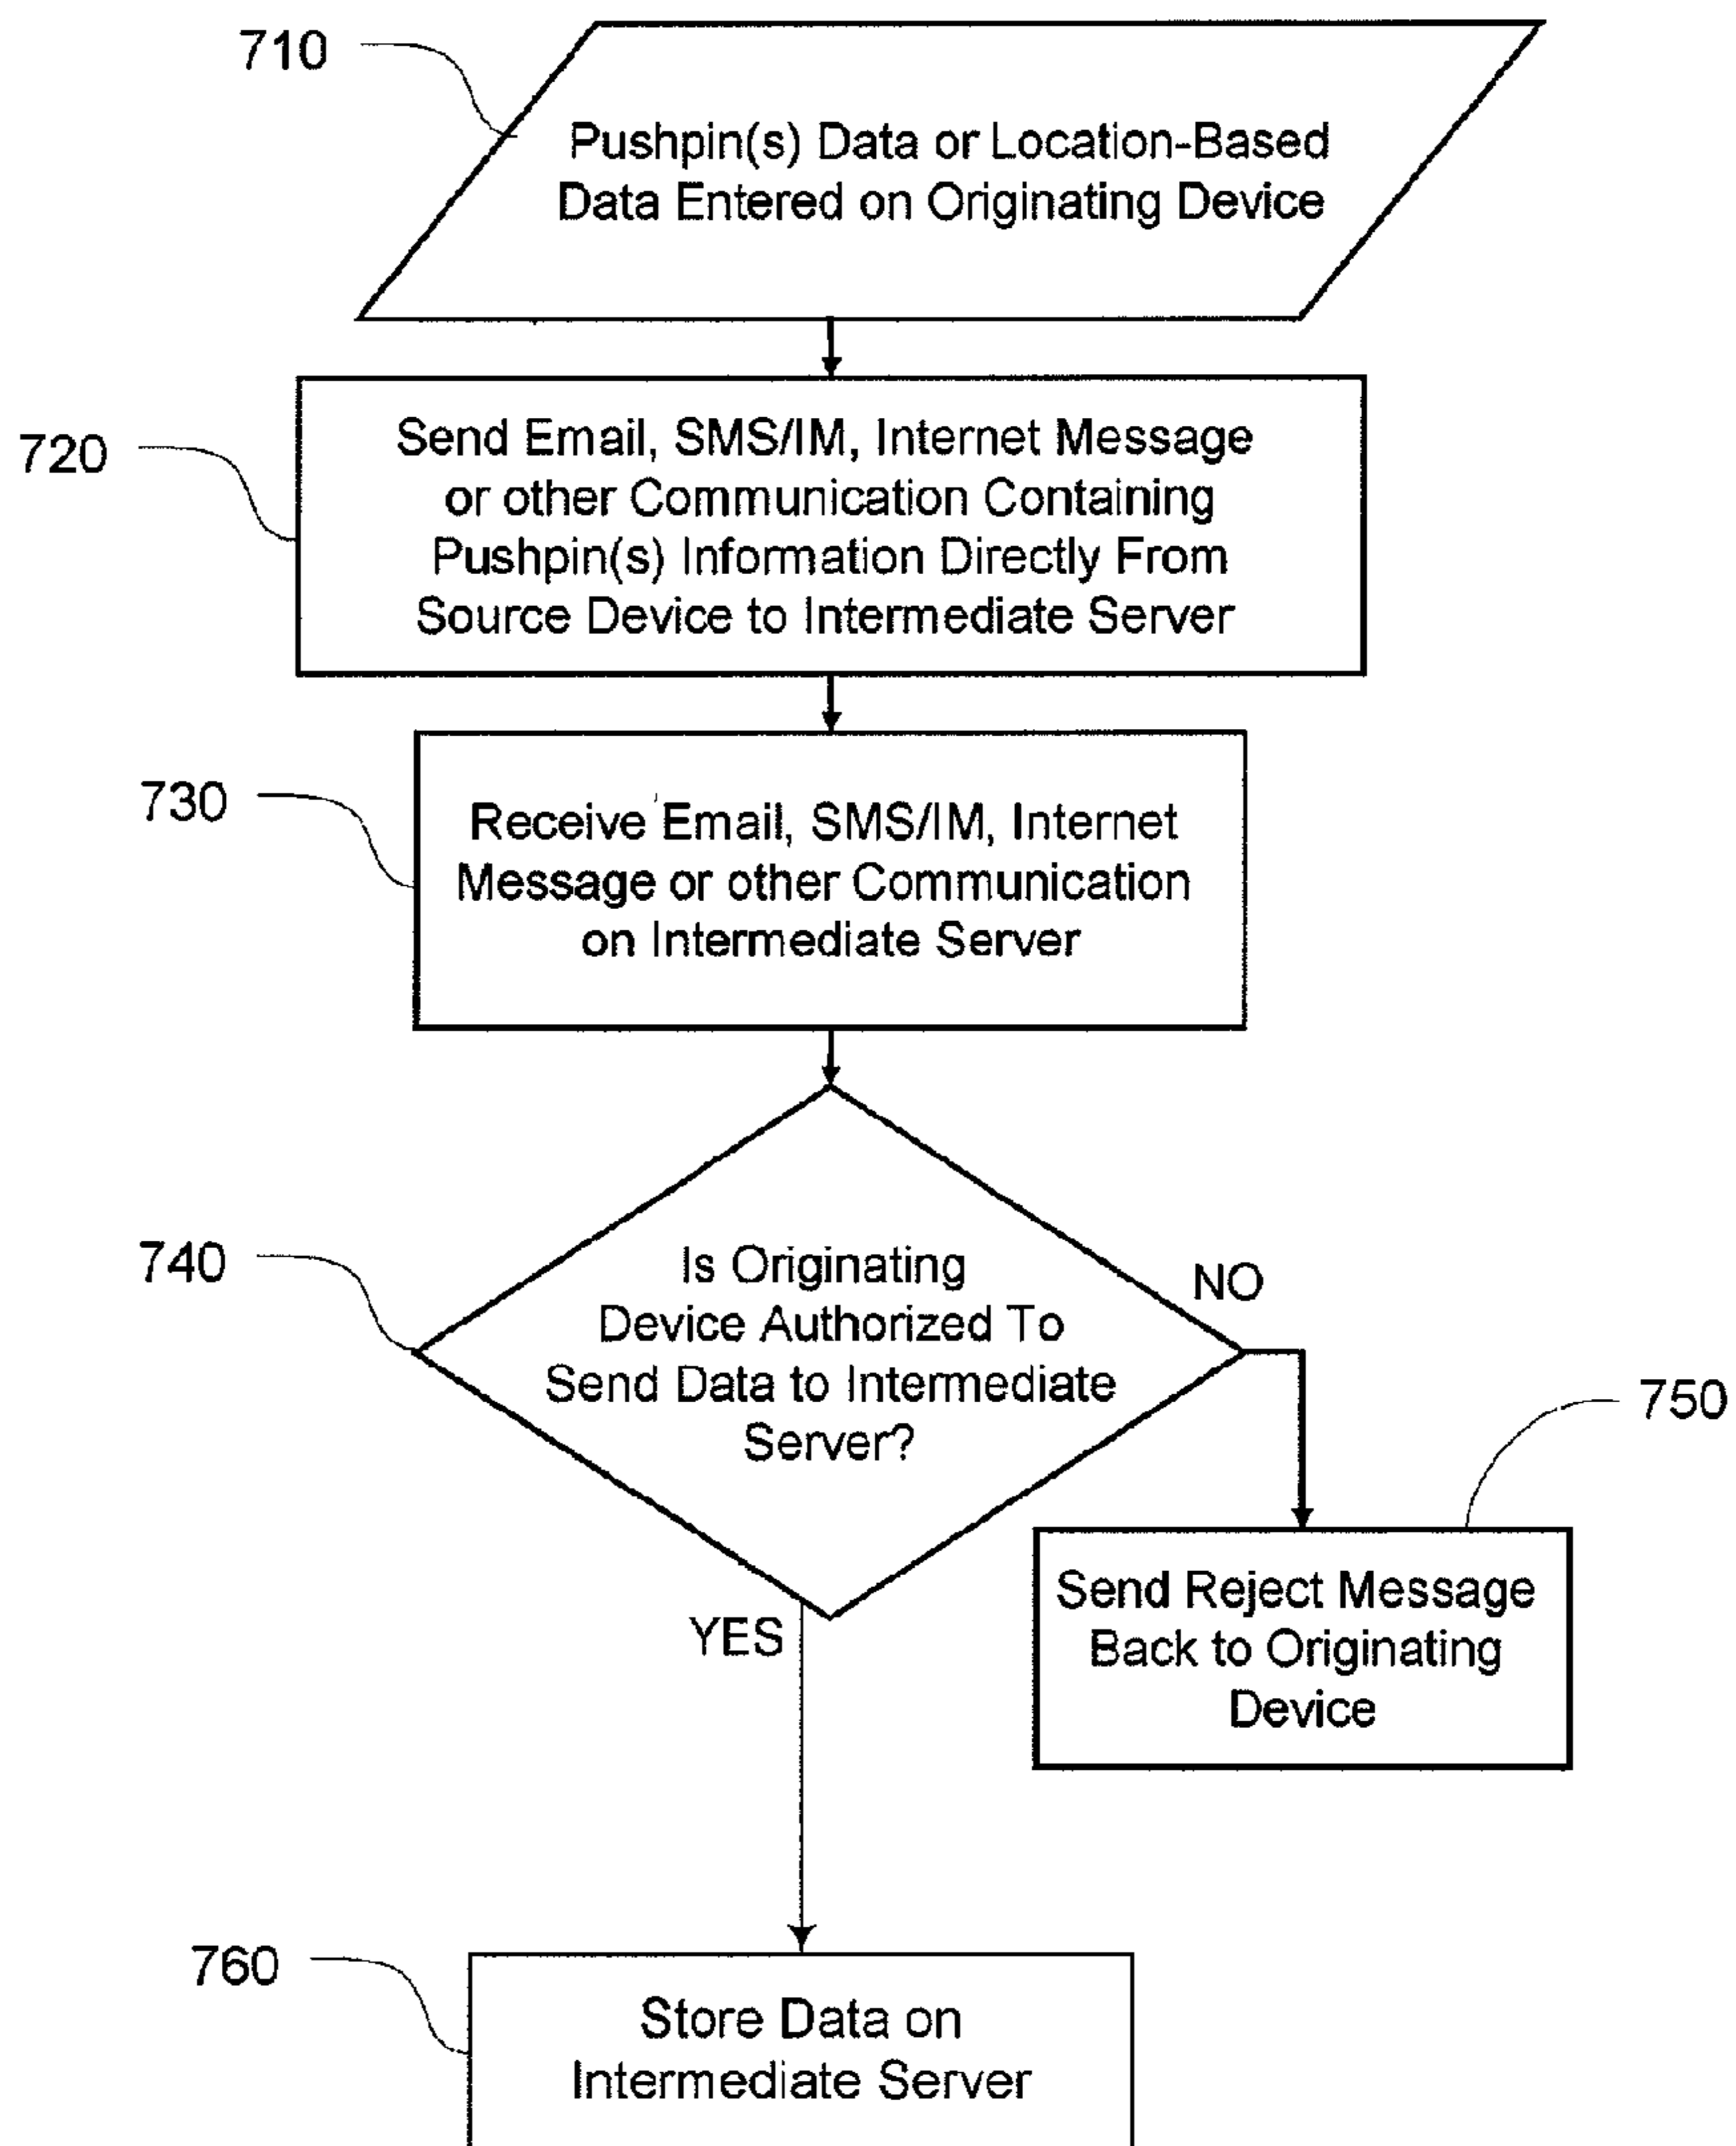 710
Pushpin(s) Data or Location-Based
Data Entered on Originating Device
720
Send Email, SMS/IM, Internet Message
or other Communication Containing
Pushpin(s) Information Directly From
Source Device to Intermediate Server
730
Receive Email, SMS/IM, Internet
Message or other Communication
on Intermediate Server
740
Is Originating
Device Authorized To
Send Data to Intermediate
Server?
NO
750
Send Reject Message
Back to Originating
Device
YES
760
Store Data on
Intermediate Server